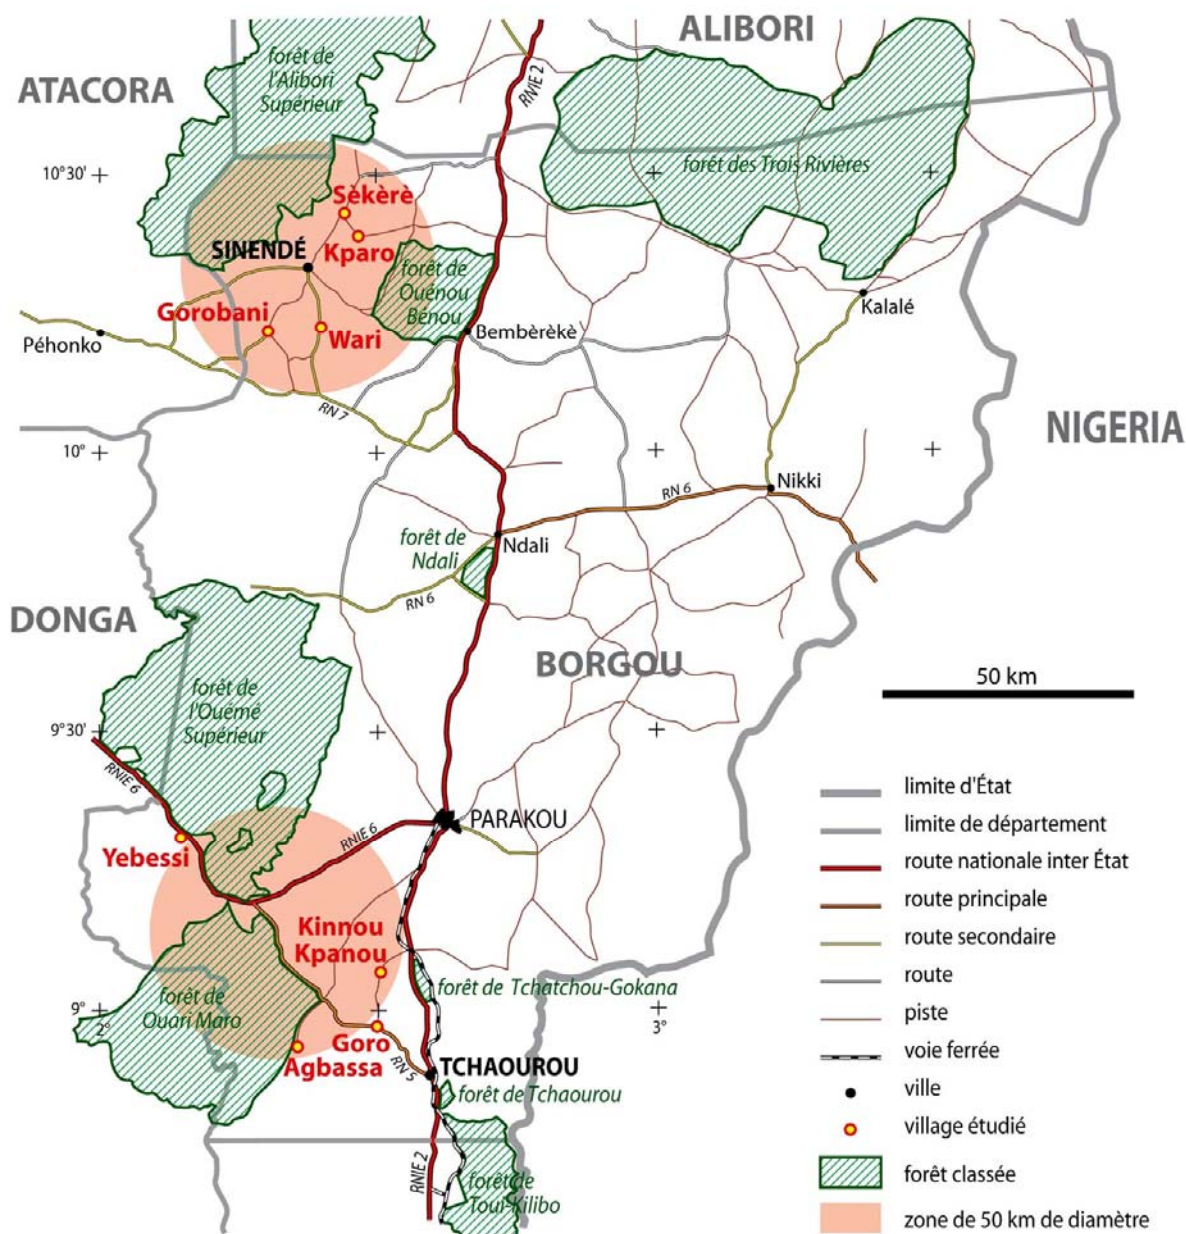 ALIBORI
forêt de
l'Alibori
Supérieur
ATACORA
RNIE 2
forêt des Trois Rivières
10°30'
Sèkèrè
SINENDÉ
Kparo
forêt de
Ouénou
Bénou
Kalalé
Gorobani
Wari
Péhonko
Bembèrèkè
RN 7
NIGERIA
10°
Nikki
RN 6
forêt de
Ndali
Ndali
RN 6
DONGA
BORGOU
50 km
forêt de
l'Ouémé
Supérieur
9°30'
RNIE 6
limite d'État
PARAKOU
limite de département
RNIE 6
Yebessi
route nationale inter État
route principale
Kinnou
Kpanou
route secondaire
forêt de Tchatchou-Gokana
route
forêt de
Ouari Maro
9°
2°
3°
piste
Goro
Agbassa
RN 5
voie ferrée
TCHAOUROU
forêt de Tchaourou
ville
village étudié
RNIE 2
forêt de
Toui-Kilibo
forêt classée
zone de 50 km de diamètre